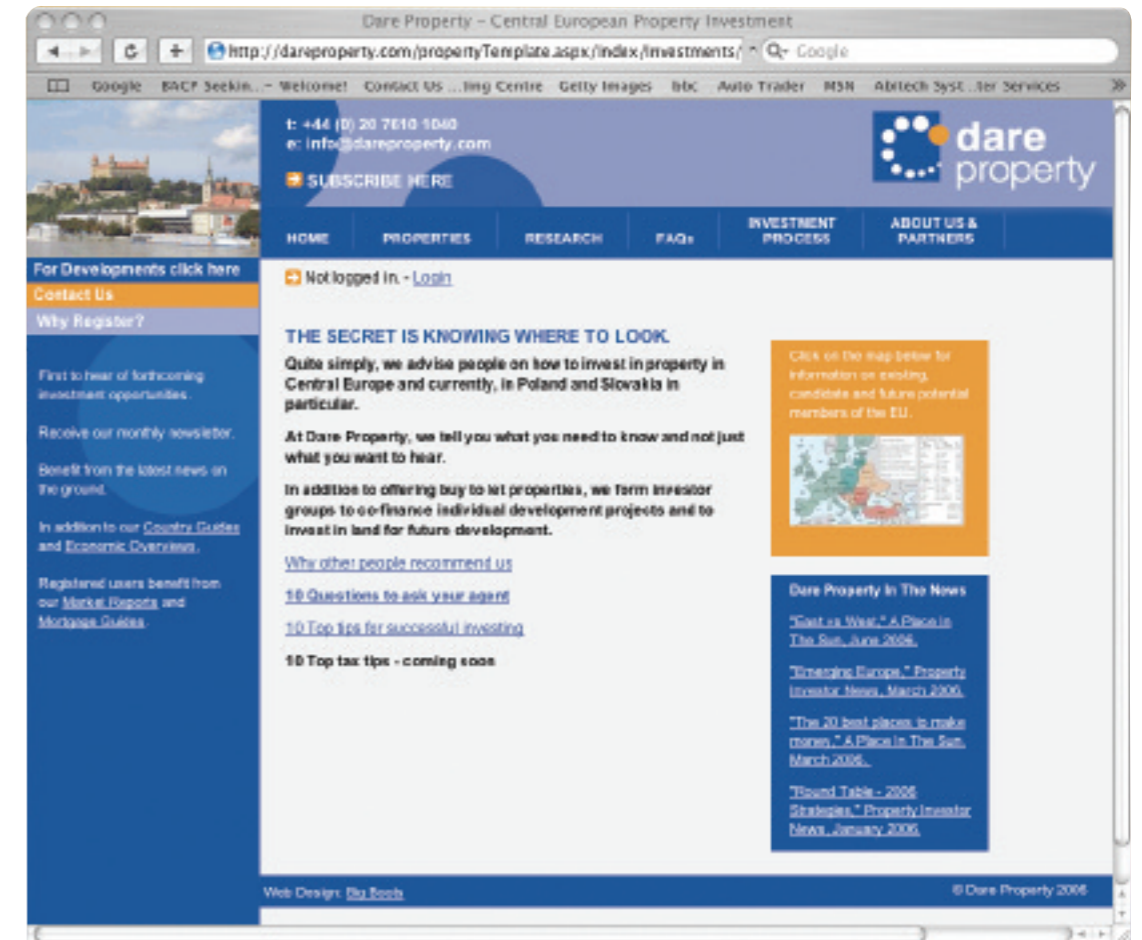 Dare Property – Central European Property Investment
http://dareproperty.com/propertyTemplate.aspx/index/investments/
Google
Google
BACP Seekin...– Welcome!
Contact Us ...ling Centre
Getty Images
bbc
Auto Trader
MSN
Abitech Syst...ter Services
t: +44 (0) 20 7610 1040
e: info@dareproperty.com
SUBSCRIBE HERE
dare
property
HOME
PROPERTIES
RESEARCH
FAQs
INVESTMENT
PROCESS
ABOUT US &
PARTNERS
For Developments click here
Contact Us
Why Register?
First to hear of forthcoming
investment opportunities.
Receive our monthly newsletter.
Benefit from the latest news on
the ground.
In addition to our Country Guides
and Economic Overviews.
Registered users benefit from
our Market Reports and
Mortgage Guides.
Not logged in. - Login
THE SECRET IS KNOWING WHERE TO LOOK.
Quite simply, we advise people on how to invest in property in
Central Europe and currently, in Poland and Slovakia in
particular.
At Dare Property, we tell you what you need to know and not just
what you want to hear.
In addition to offering buy to let properties, we form investor
groups to co-finance individual development projects and to
invest in land for future development.
Why other people recommend us
10 Questions to ask your agent
10 Top tips for successful investing
10 Top tax tips - coming soon
Click on the map below for
information on existing,
candidate and future potential
members of the EU.
Dare Property In The News
"East vs West," A Place in
The Sun, June 2006.
"Emerging Europe," Property
Investor News, March 2006.
"The 20 best places to make
money," A Place In The Sun,
March 2006.
"Round Table - 2006
Strategies," Property Investor
News, January 2006.
Web Design: Big Boots
© Dare Property 2006